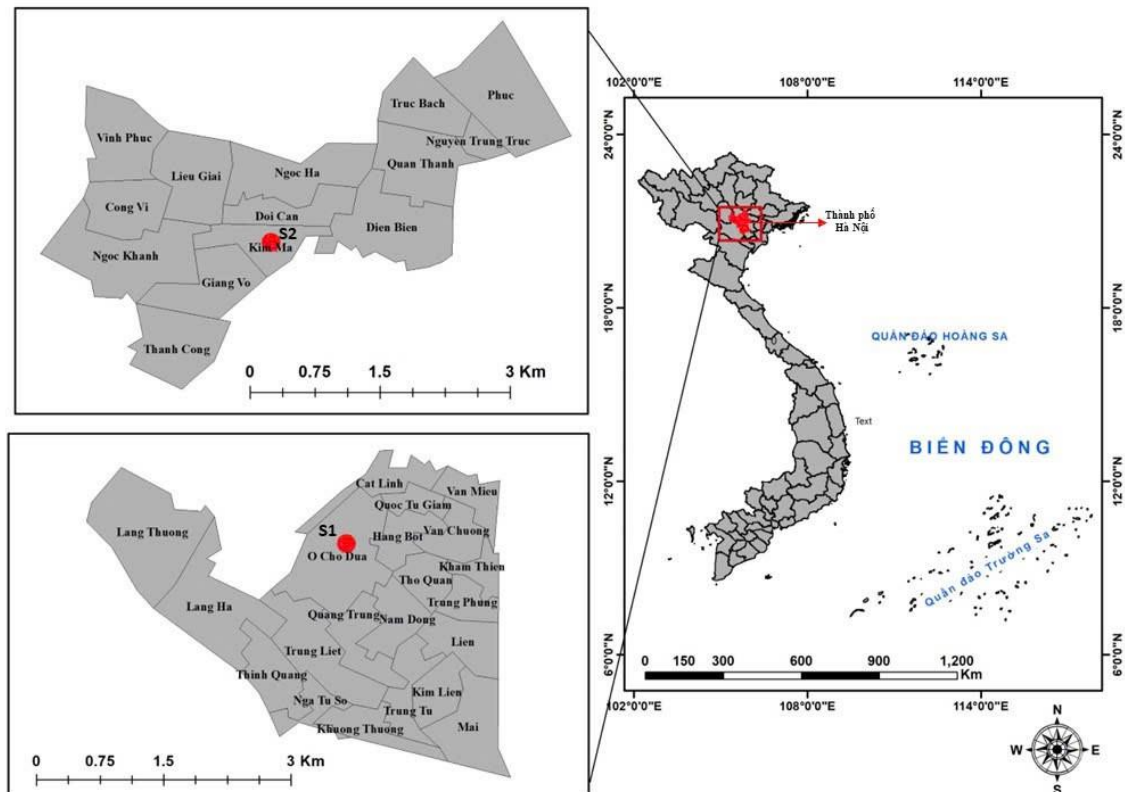 Phuc
Truc Bach
Vinh Phuc
Nguyen Trung Truc
Quan Thanh
Lieu Giai
Ngoc Ha
Cong Vi
Doi Can
S2
Dien Bien
Kim Ma
Ngoc Khanh
Giang Vo
Thanh Cong
0 0.75 1.5 3 Km
Cat Linh
Van Mieu
Quoc Tu Giam
Lang Thuong
S1
Hang Bot
Van Chuong
O Cho Dua
Kham Thien
Tho Quan
Trung Phung
Lang Ha
Quang Trung
Nam Dong
Lien
Trung Liet
Thinh Quang
Kim Lien
Nga Tu So
Trung Tu
Khuong Thuong
Mai
0 0.75 1.5 3 Km
102°0'0"E 108°0'0"E 114°0'0"E
24°0'0"N 24°0'0"N
Thành phố
Hà Nội
18°0'0"N 18°0'0"N
QUẦN ĐẢO HOÀNG SA
Text
BIỂN ĐÔNG
12°0'0"N 12°0'0"N
Quần đảo Trường Sa
6°0'0"N 6°0'0"N
0 150 300 600 900 1,200
Km
102°0'0"E 108°0'0"E 114°0'0"E
N
W E
S